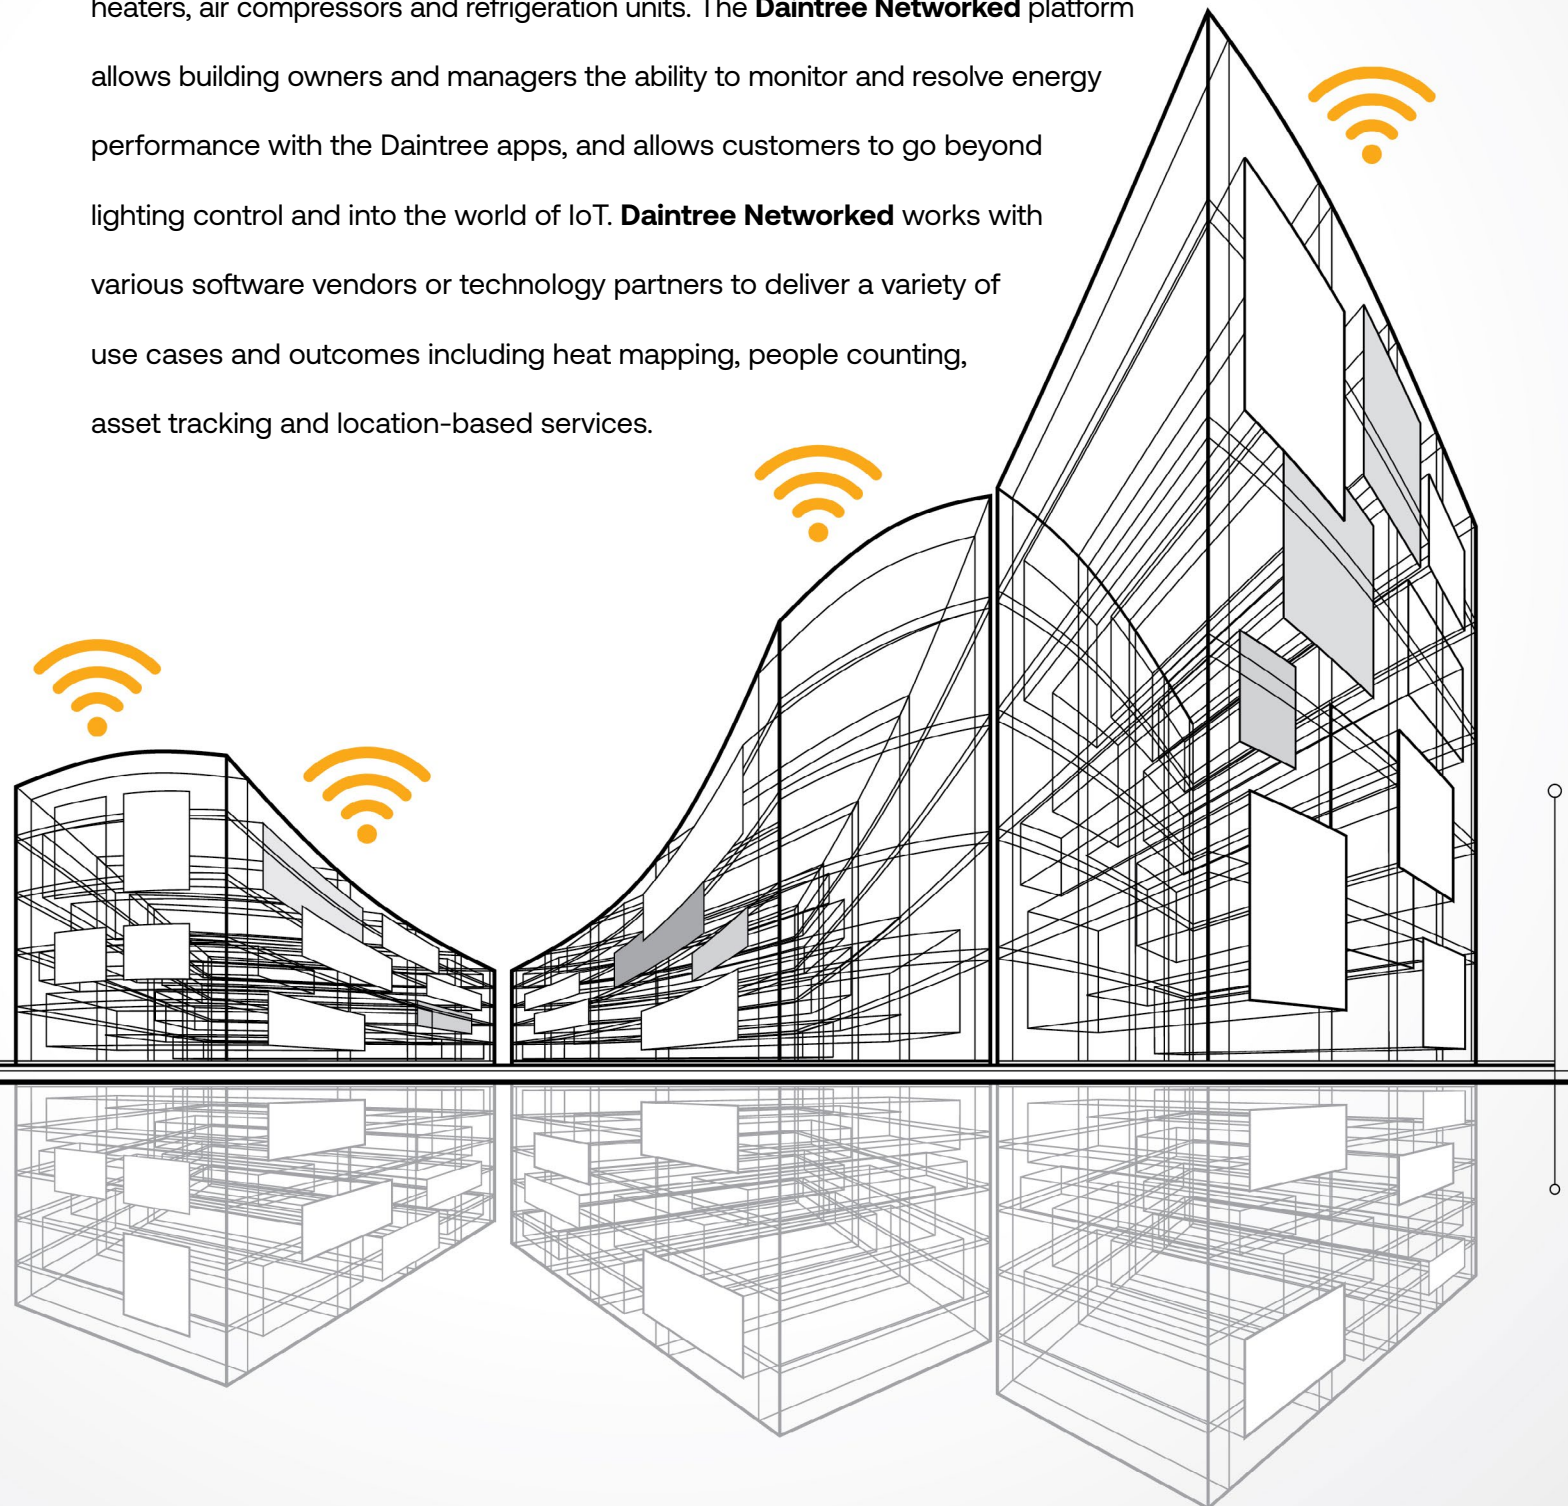 heaters, air compressors and refrigeration units. The Daintree Networked platform
allows building owners and managers the ability to monitor and resolve energy
performance with the Daintree apps, and allows customers to go beyond
lighting control and into the world of IoT. Daintree Networked works with
various software vendors or technology partners to deliver a variety of
use cases and outcomes including heat mapping, people counting,
asset tracking and location-based services.